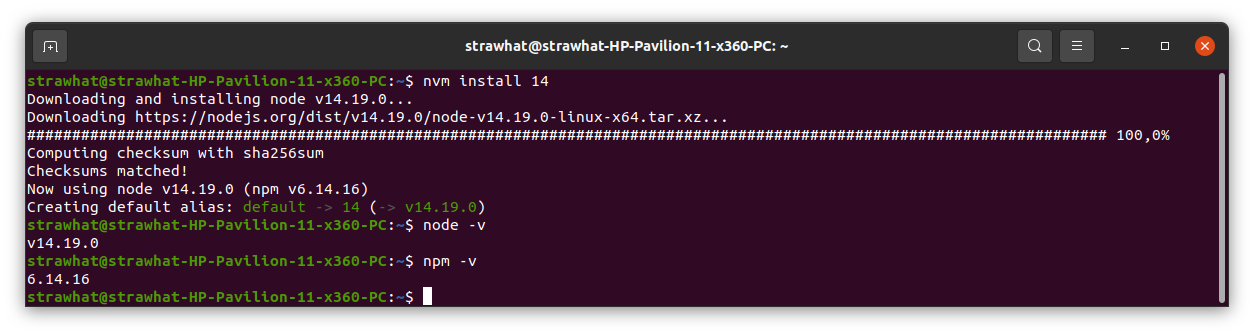 strawhat@strawhat-HP-Pavilion-11-x360-PC: ~
strawhat@strawhat-HP-Pavilion-11-x360-PC:~$ nvm install 14
Downloading and installing node v14.19.0...
Downloading https://nodejs.org/dist/v14.19.0/node-v14.19.0-linux-x64.tar.xz...
######################################################################################################################## 100,0%
Computing checksum with sha256sum
Checksums matched!
Now using node v14.19.0 (npm v6.14.16)
Creating default alias: default -> 14 (-> v14.19.0)
strawhat@strawhat-HP-Pavilion-11-x360-PC:~$ node -v
v14.19.0
strawhat@strawhat-HP-Pavilion-11-x360-PC:~$ npm -v
6.14.16
strawhat@strawhat-HP-Pavilion-11-x360-PC:~$